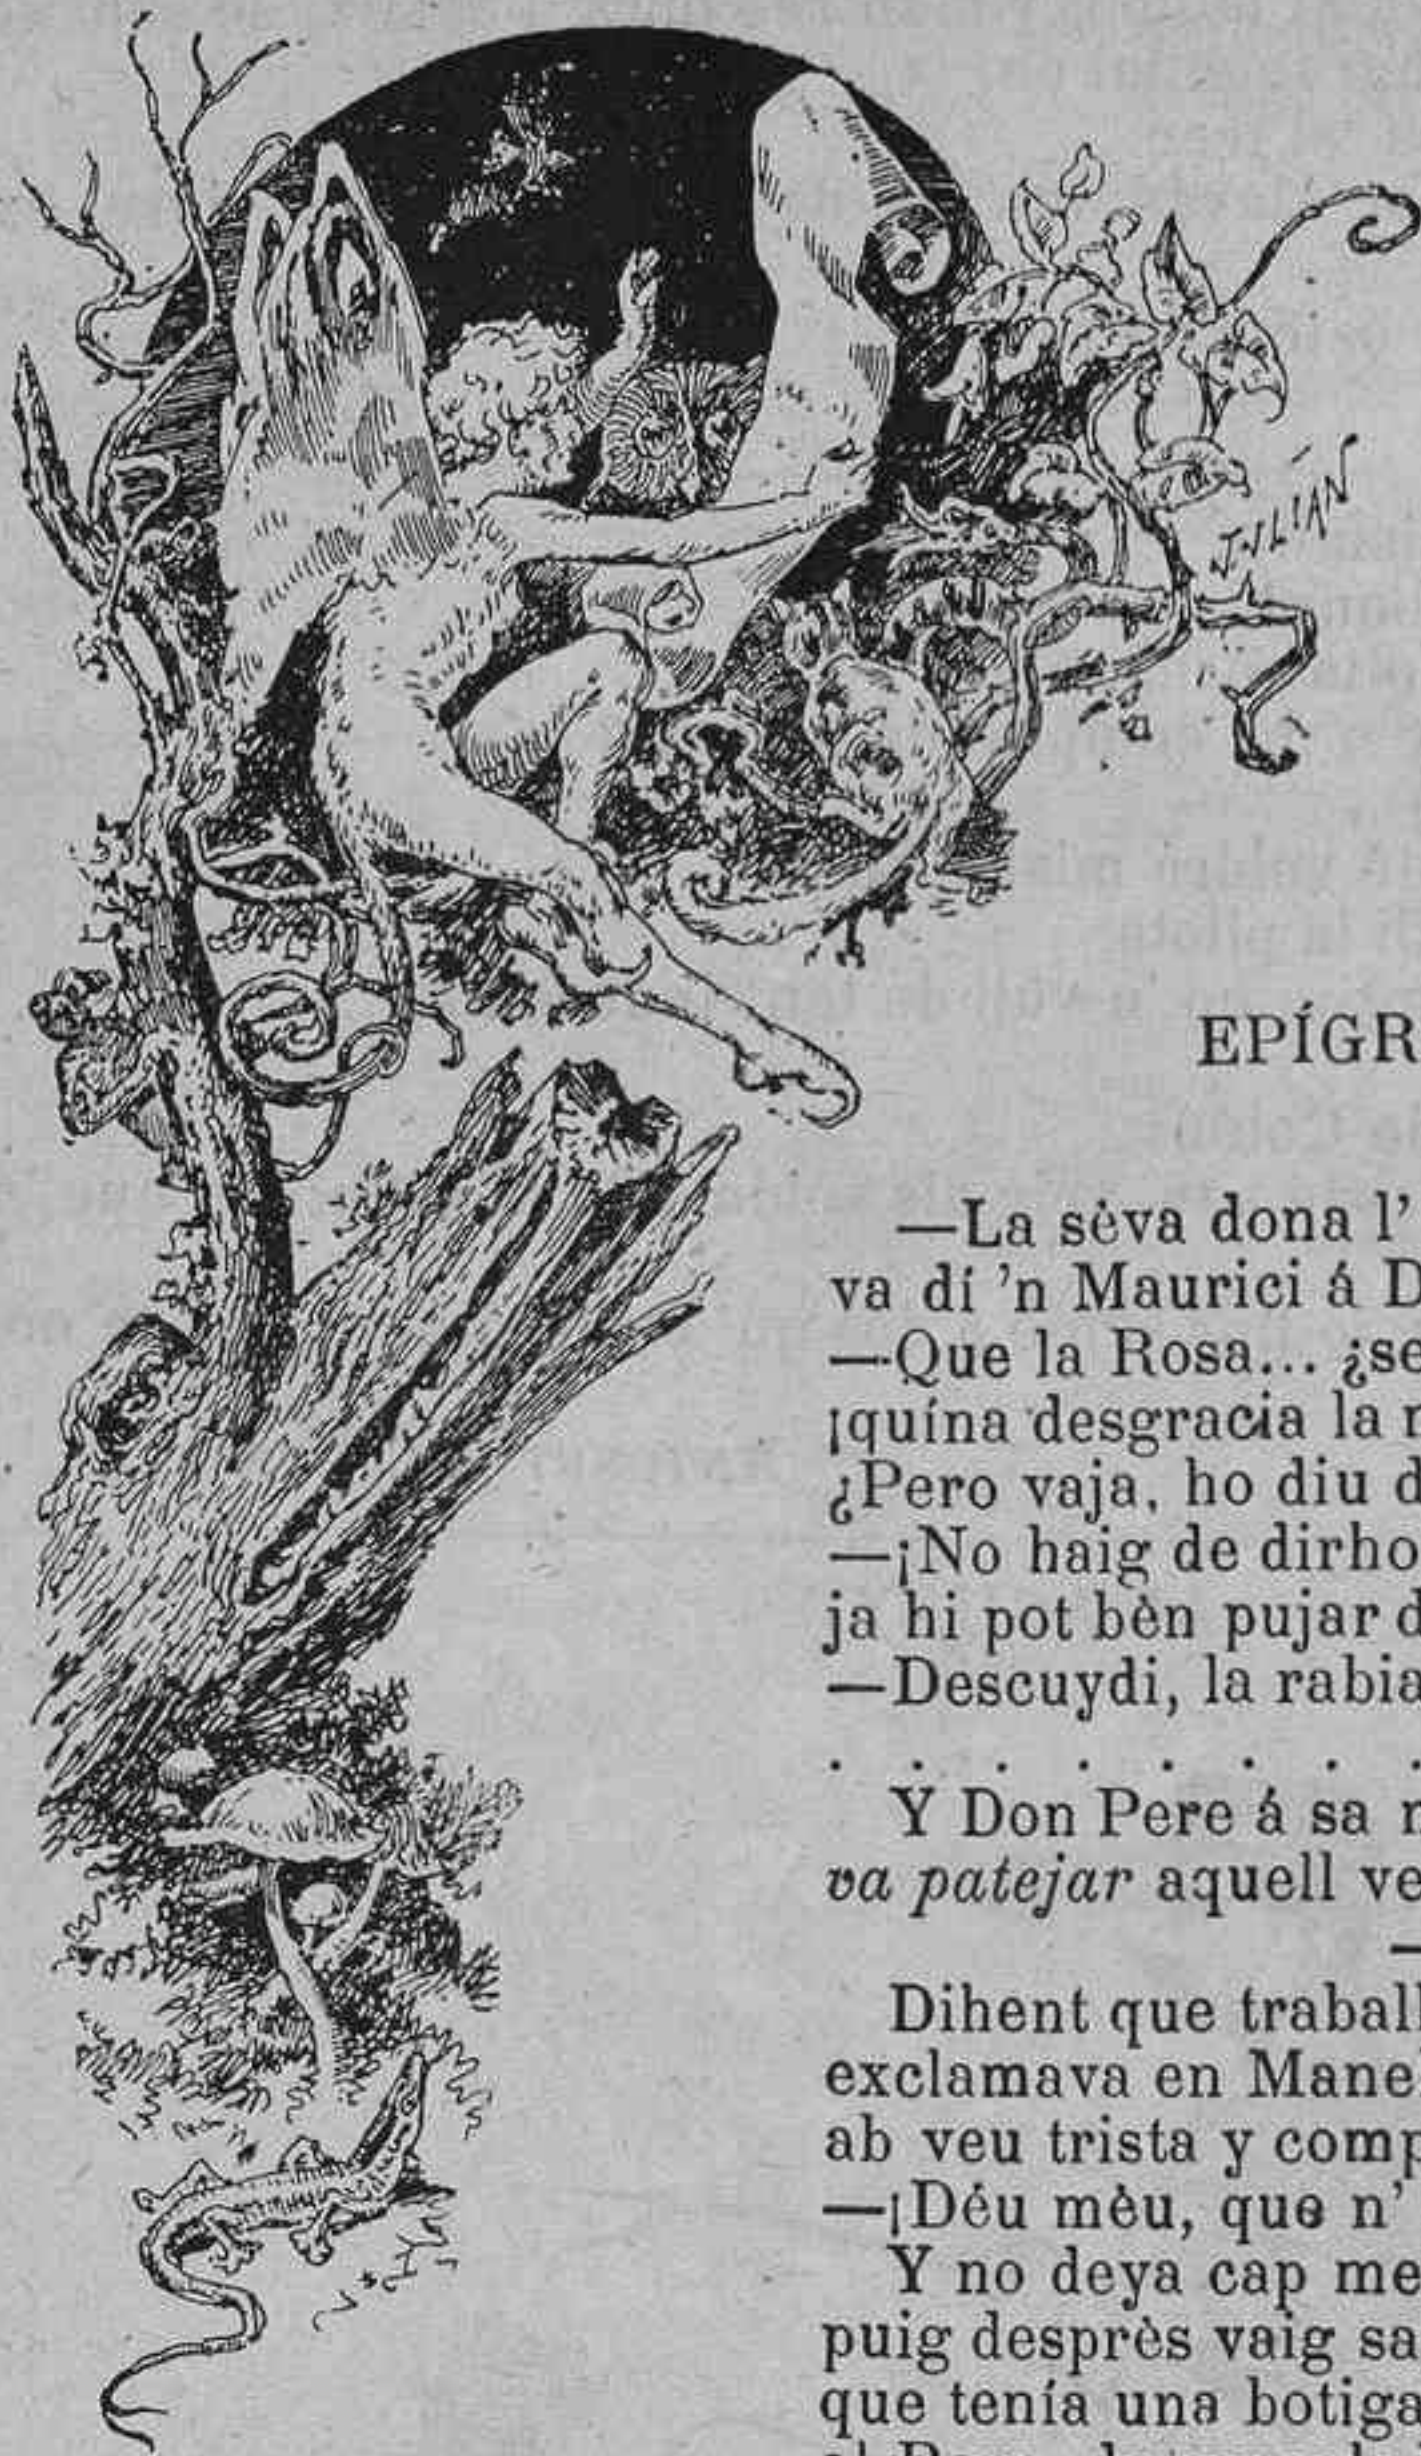 JULIÁN
EPÍGR
—La sèva dona l'
va dí 'n Maurici á D
—Que la Rosa... ¿se
¡quína desgracia la m
¿Pero vaja, ho diu d
—¡No haig de dirho
ja hi pot bèn pujar d
—Descuydi, la rabia
. . . . . . . .
Y Don Pere á sa m
va patejar aquell ve
—
Dihent que traball
exclamava en Manel
ab veu trista y comp
—¡Déu mèu, que n'
Y no deya cap me
puig desprès vaig sa
que tenía una botiga